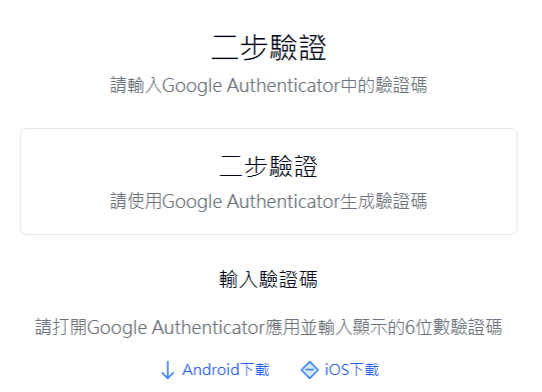 二步驗證
請輸入Google Authenticator中的驗證碼
二步驗證
請使用Google Authenticator生成驗證碼
輸入驗證碼
請打開Google Authenticator應用並輸入顯示的6位數驗證碼
Android下載 iOS下載